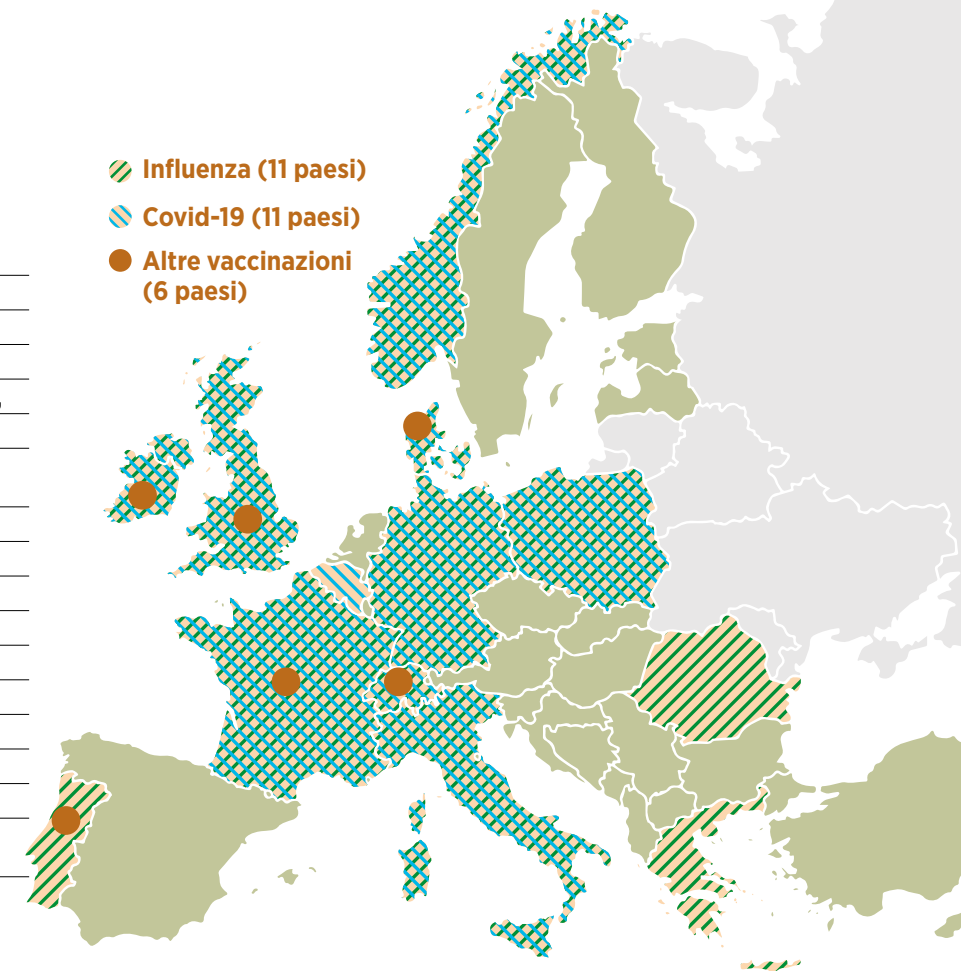 Influenza (11 paesi)
Covid-19 (11 paesi)
Altre vaccinazioni
(6 paesi)